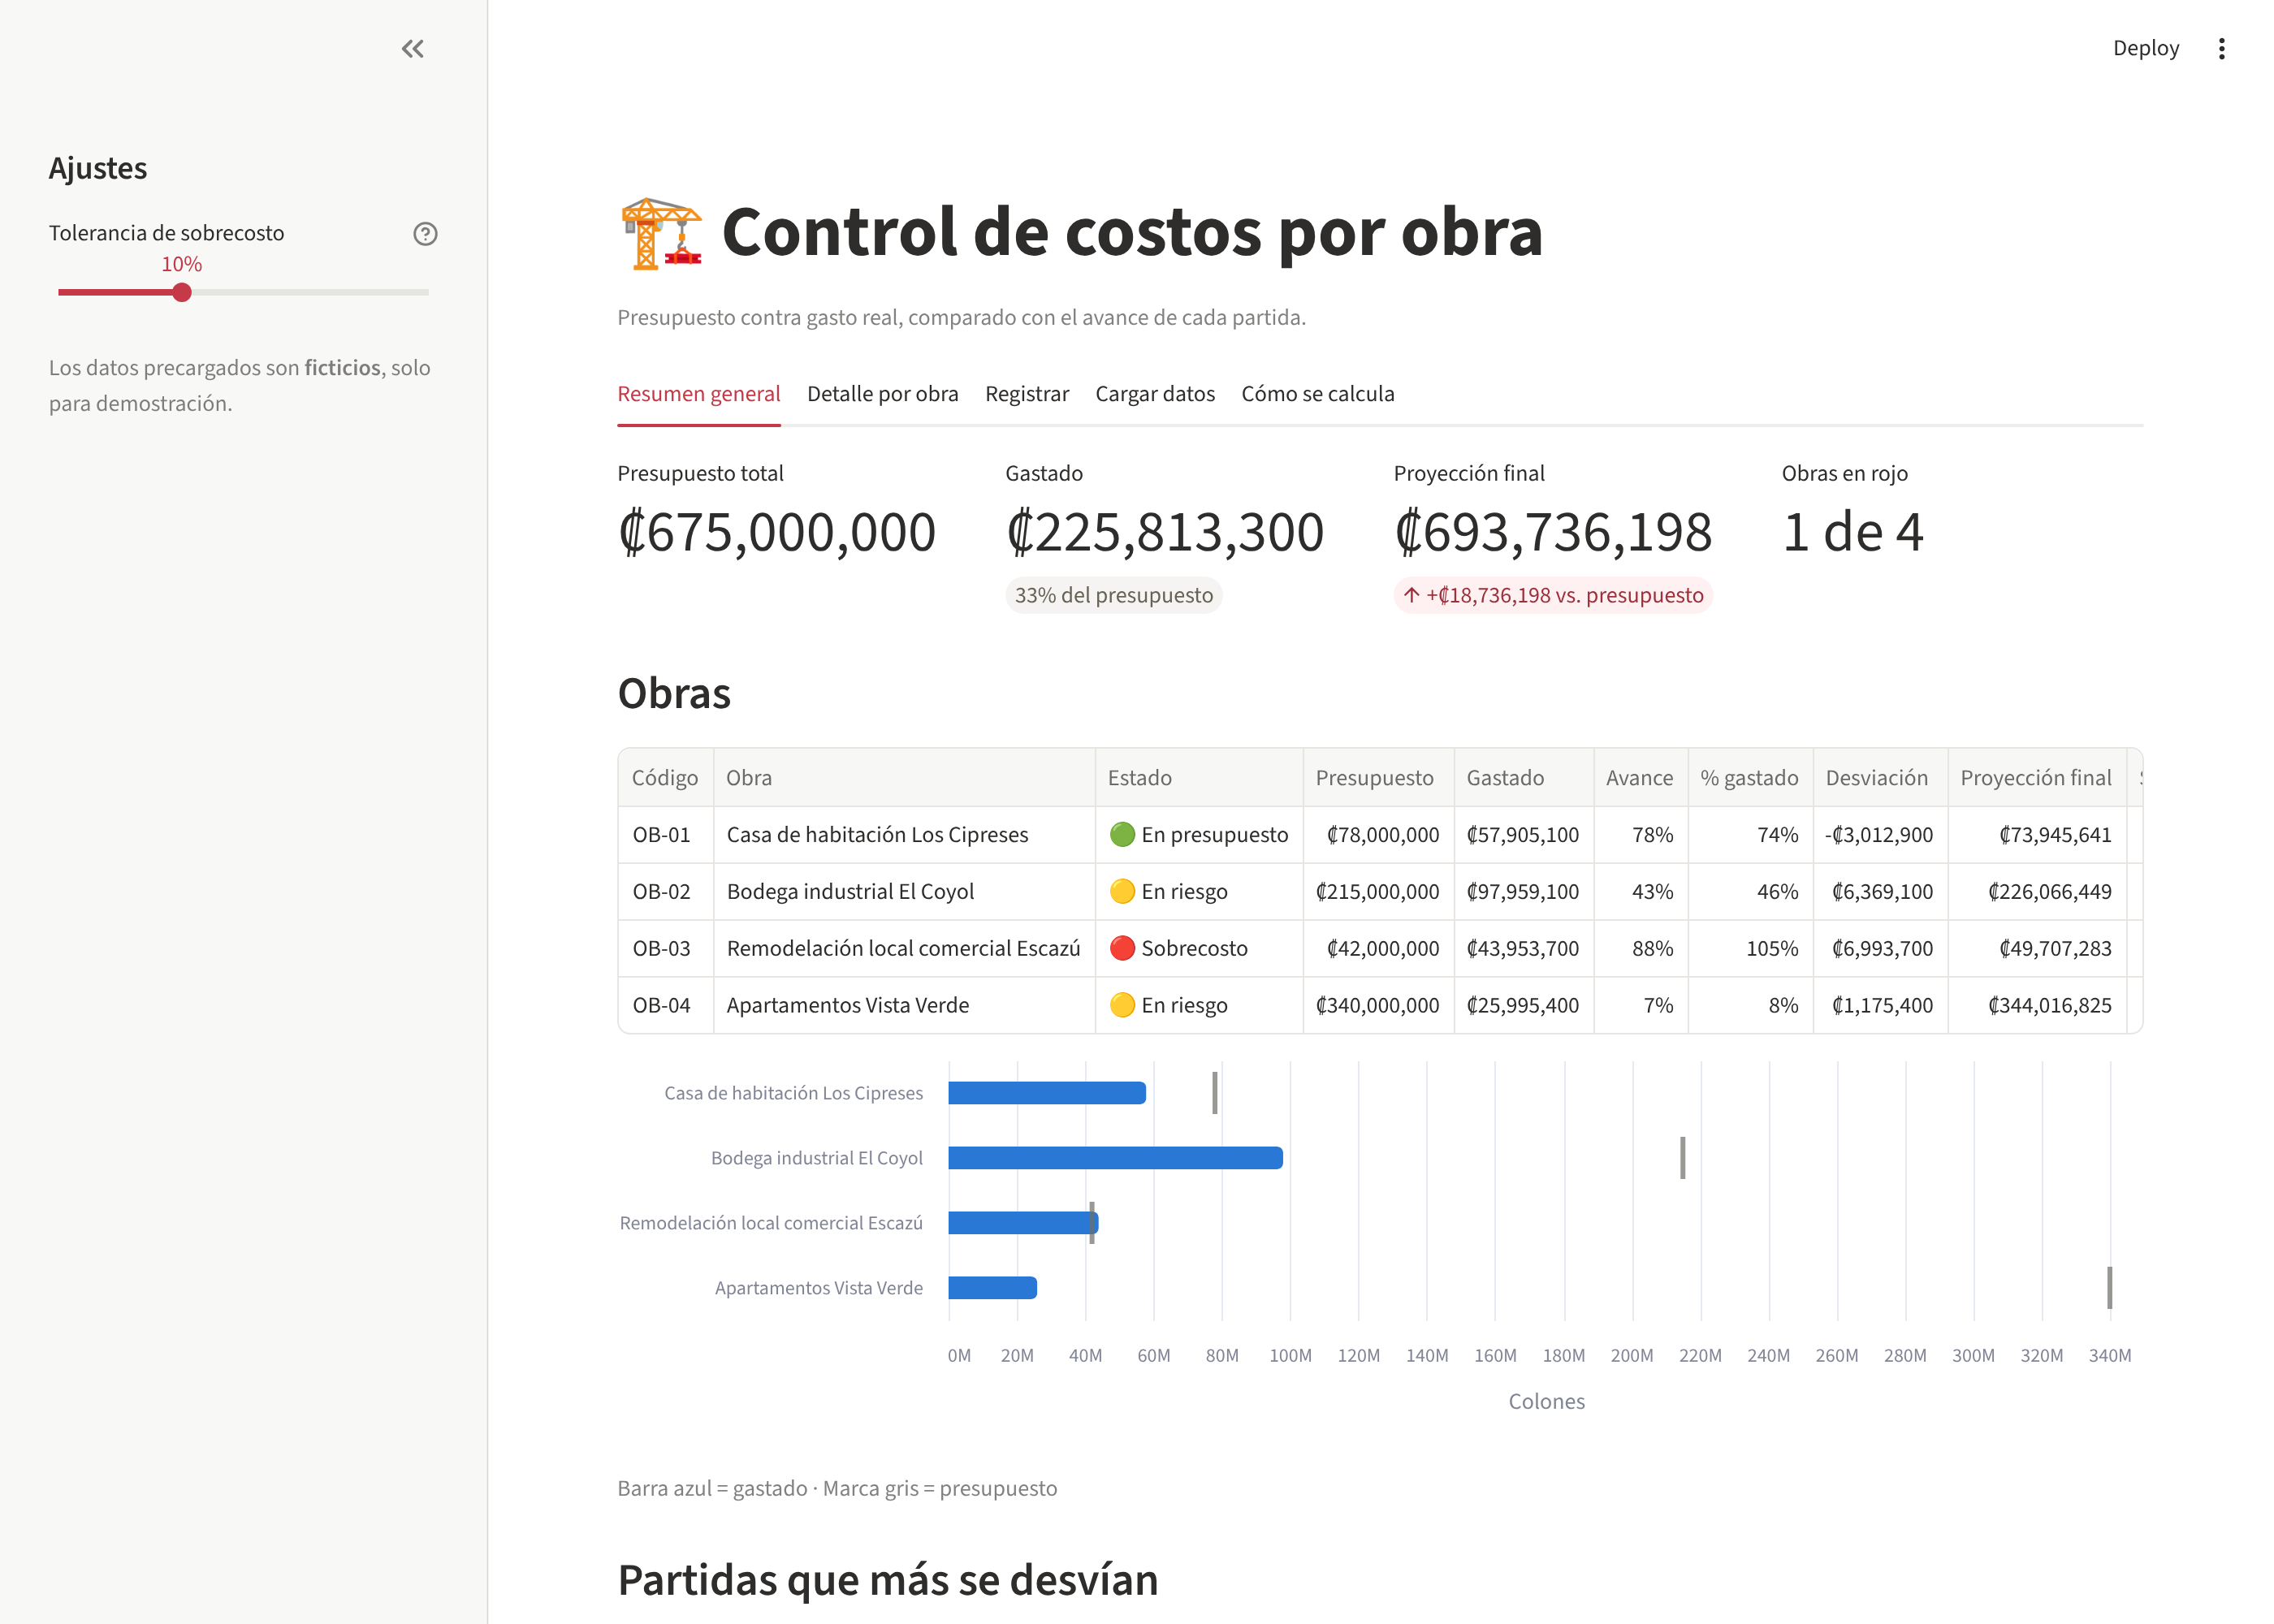 Deploy
Ajustes
Tolerancia de sobrecosto
10%
Los datos precargados son ficticios, solo
para demostración.
Control de costos por obra
Presupuesto contra gasto real, comparado con el avance de cada partida.
Resumen general Detalle por obra Registrar Cargar datos Cómo se calcula
Presupuesto total Gastado Proyección final Obras en rojo
₡675,000,000 ₡225,813,300 ₡693,736,198 1 de 4
33% del presupuesto ↑ +₡18,736,198 vs. presupuesto
Obras
Código Obra Estado Presupuesto Gastado Avance % gastado Desviación Proyección final
OB-01 Casa de habitación Los Cipreses En presupuesto ₡78,000,000 ₡57,905,100 78% 74% -₡3,012,900 ₡73,945,641
OB-02 Bodega industrial El Coyol En riesgo ₡215,000,000 ₡97,959,100 43% 46% ₡6,369,100 ₡226,066,449
OB-03 Remodelación local comercial Escazú Sobrecosto ₡42,000,000 ₡43,953,700 88% 105% ₡6,993,700 ₡49,707,283
OB-04 Apartamentos Vista Verde En riesgo ₡340,000,000 ₡25,995,400 7% 8% ₡1,175,400 ₡344,016,825
Casa de habitación Los Cipreses
Bodega industrial El Coyol
Remodelación local comercial Escazú
Apartamentos Vista Verde
0M 20M 40M 60M 80M 100M 120M 140M 160M 180M 200M 220M 240M 260M 280M 300M 320M 340M
Colones
Barra azul = gastado · Marca gris = presupuesto
Partidas que más se desvían